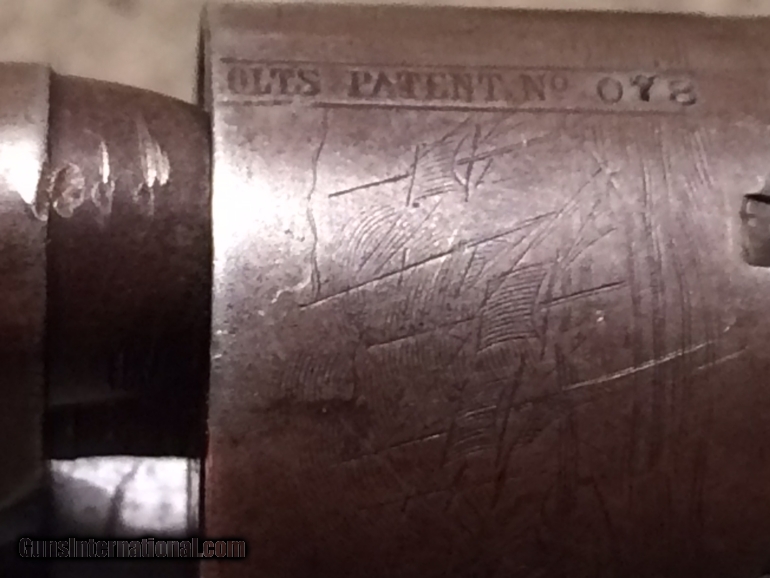 OLTS PATENT Nº 078
GunsInternational.com